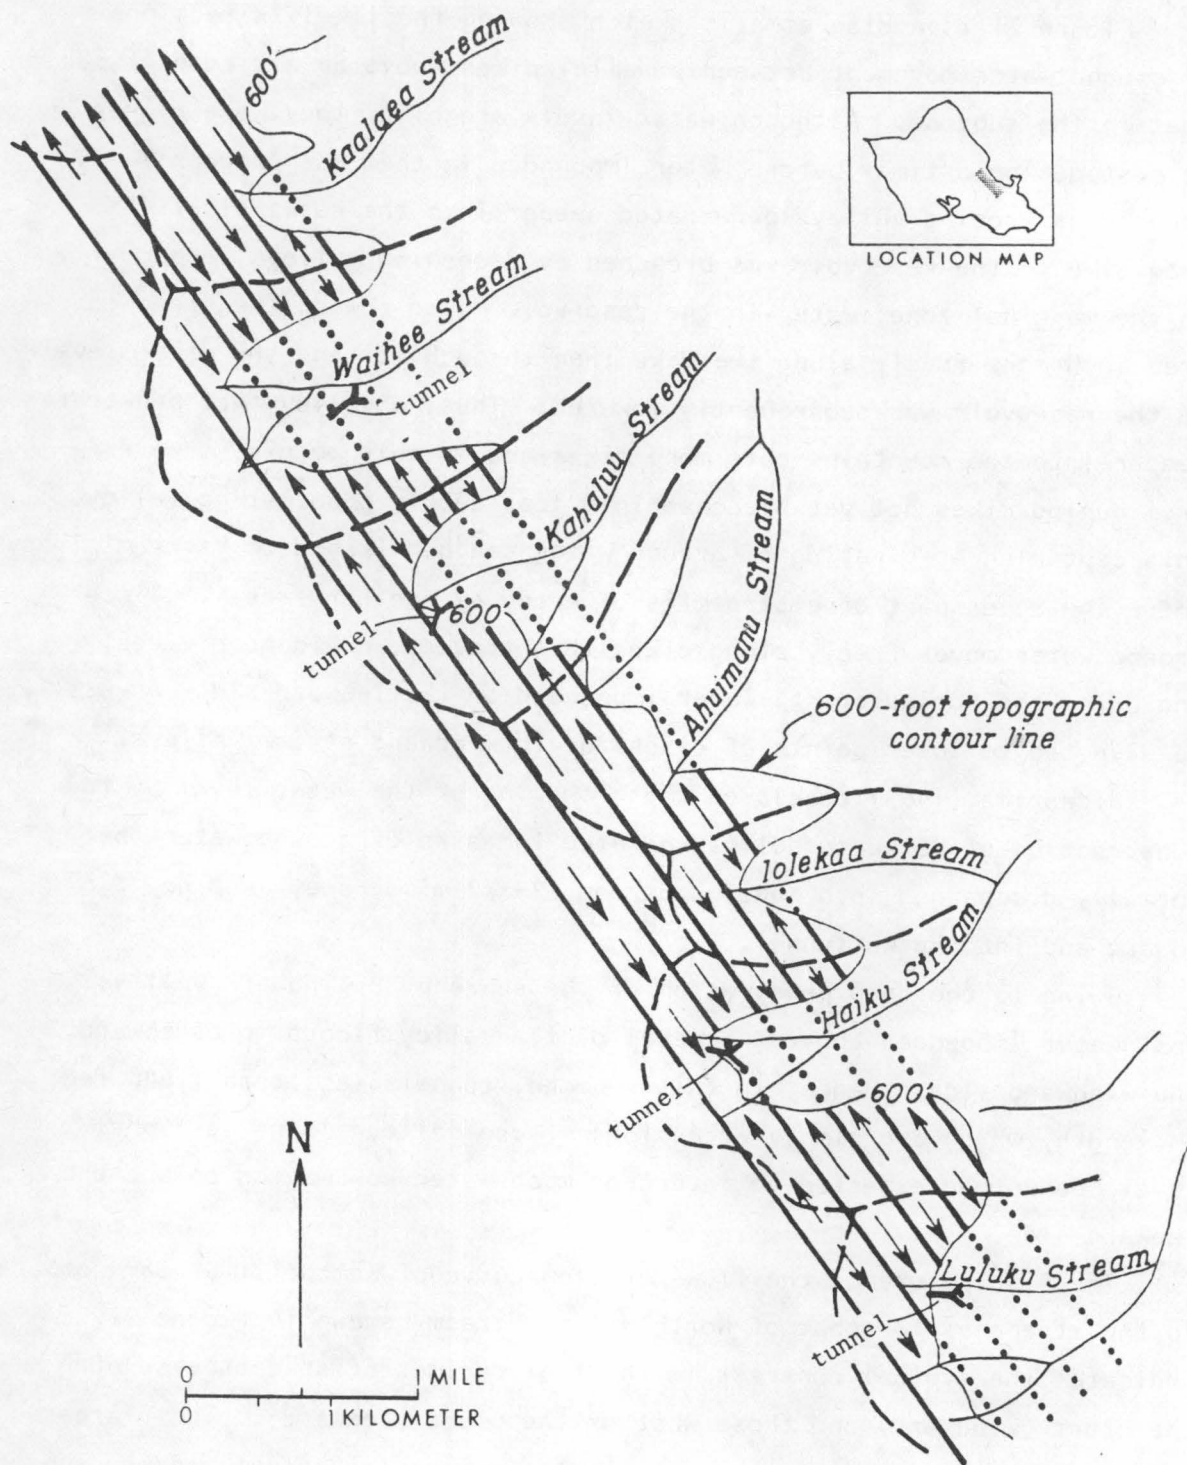 600'
Kaalaea Stream
LOCATION MAP
Waihee Stream
tunnel
Kahaluu Stream
600'
tunnel
Ahuimanu Stream
600-foot topographic
contour line
Iolekaa Stream
Haiku Stream
tunnel
600'
N
Luluku Stream
tunnel
0 1 MILE
0 1 KILOMETER